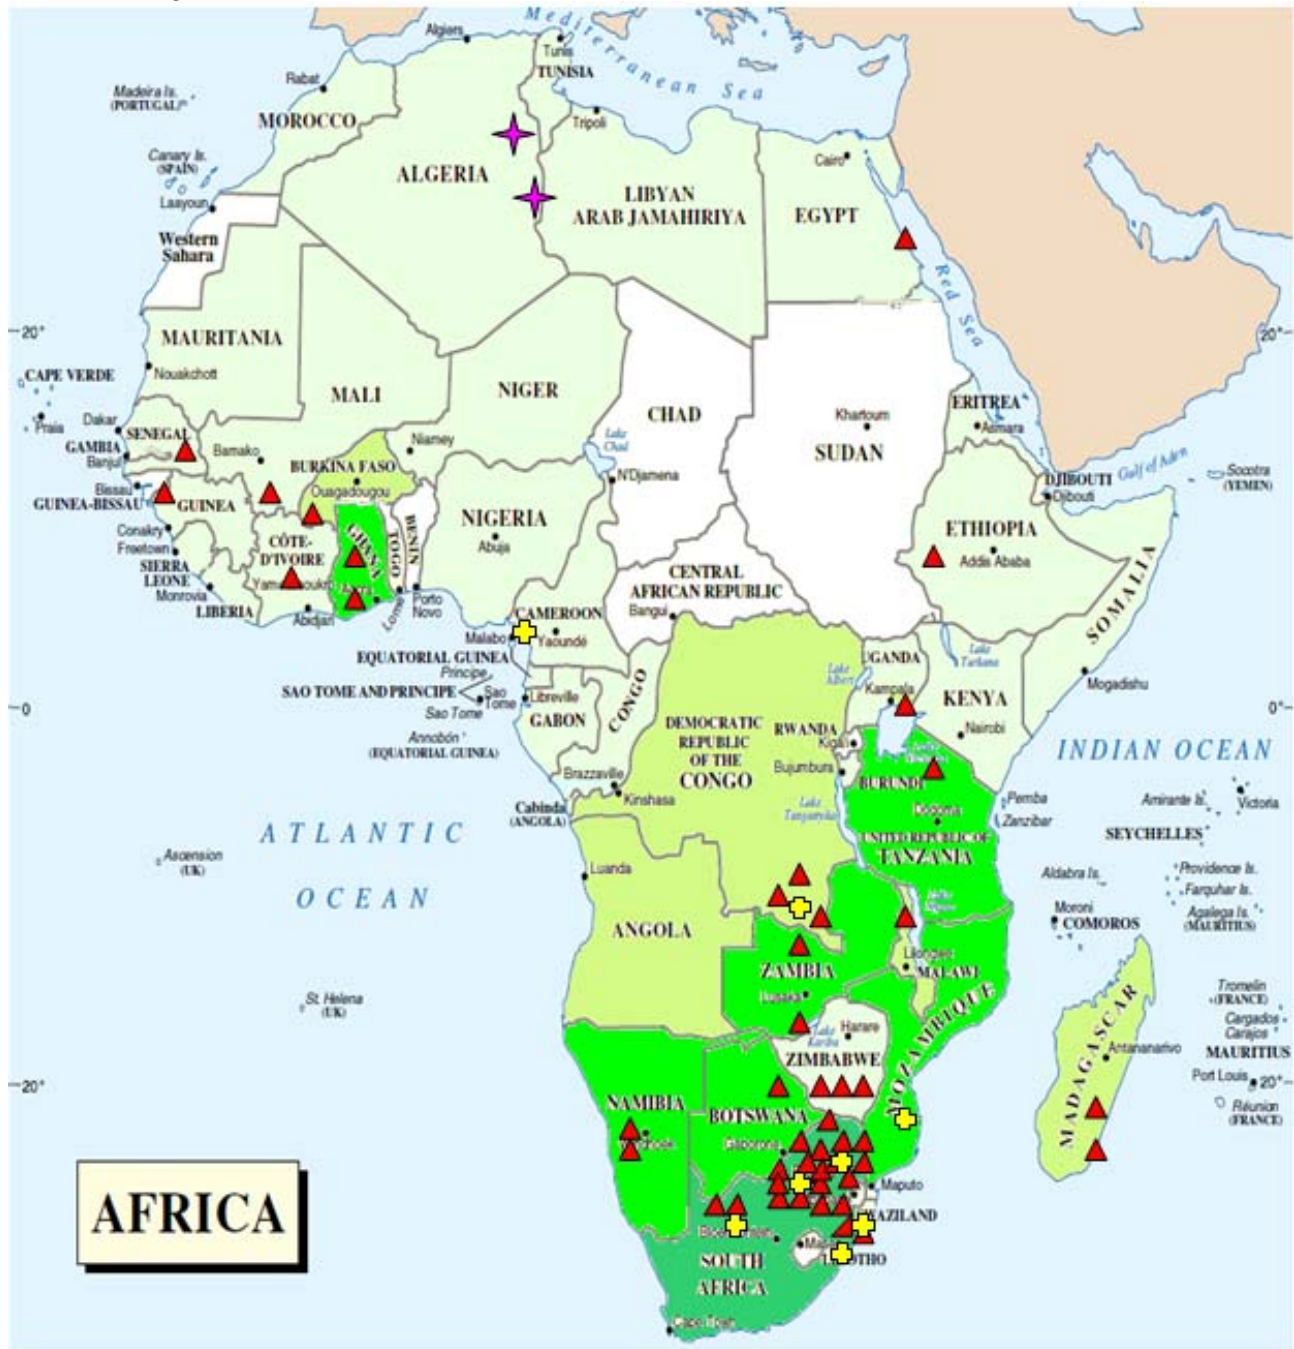 Mediterranean Sea
Algiers
Tunis
TUNISIA
Rabat
Madeira Is.
(PORTUGAL)
MOROCCO
Tripoli
Canary Is.
(SPAIN)
Cairo
ALGERIA
LIBYAN
ARAB JAMAHIRIYA
EGYPT
Laayoun
Western
Sahara
Red Sea
20°
20°
MAURITANIA
Nouakchott
CAPE VERDE
Praia
MALI
NIGER
CHAD
Khartoum
SUDAN
ERITREA
Asmara
Dakar
SENEGAL
GAMBIA
Banjul
Bamako
Niamey
Lake
Chad
N'Djamena
BURKINA FASO
Ouagadougou
Bissau
GUINEA-BISSAU
GUINEA
DJIBOUTI
Djibouti
Gulf of Aden
Socotra
(YEMEN)
Conakry
Freetown
SIERRA
LEONE
Monrovia
LIBERIA
CÔTE-
D'IVOIRE
Abidjan
GHANA
TOGO
BENIN
Lome
Porto
Novo
NIGERIA
Abuja
ETHIOPIA
Addis Ababa
CENTRAL
AFRICAN REPUBLIC
Bangui
SOMALIA
CAMEROON
Malabo
Yaoundé
EQUATORIAL GUINEA
Principe
SAO TOME AND PRINCIPE
Sao
Tome
Sao Tome
Libreville
GABON
CONGO
Annobón
(EQUATORIAL GUINEA)
Lake
Albert
UGANDA
Kampala
Lake
Turkana
KENYA
Nairobi
Mogadishu
0
0°
DEMOCRATIC
REPUBLIC
OF THE
CONGO
RWANDA
Kigali
Bujumbura
BURUNDI
INDIAN OCEAN
Brazzaville
Kinshasa
Cabinda
(ANGOLA)
Lake
Tanganyika
Dodoma
UNITED REPUBLIC OF
TANZANIA
Pemba
Zanzibar
Amirante Is.
Victoria
SEYCHELLES
ATLANTIC
OCEAN
Ascension
(UK)
Luanda
ANGOLA
Aldabra Is.
Providence Is.
Farquhar Is.
Agalega Is.
(MAURITIUS)
Moroni
COMOROS
ZAMBIA
Lusaka
Lilongwe
MALAWI
St. Helena
(UK)
Lake
Kariba
Harare
ZIMBABWE
MOZAMBIQUE
MADAGASCAR
Antananarivo
Tromelin
(FRANCE)
Cargados
Carajos
MAURITIUS
Port Louis
Réunion
(FRANCE)
20°
20°
NAMIBIA
BOTSWANA
Gaborone
Maputo
SOUTH
AFRICA
Cape Town
AFRICA